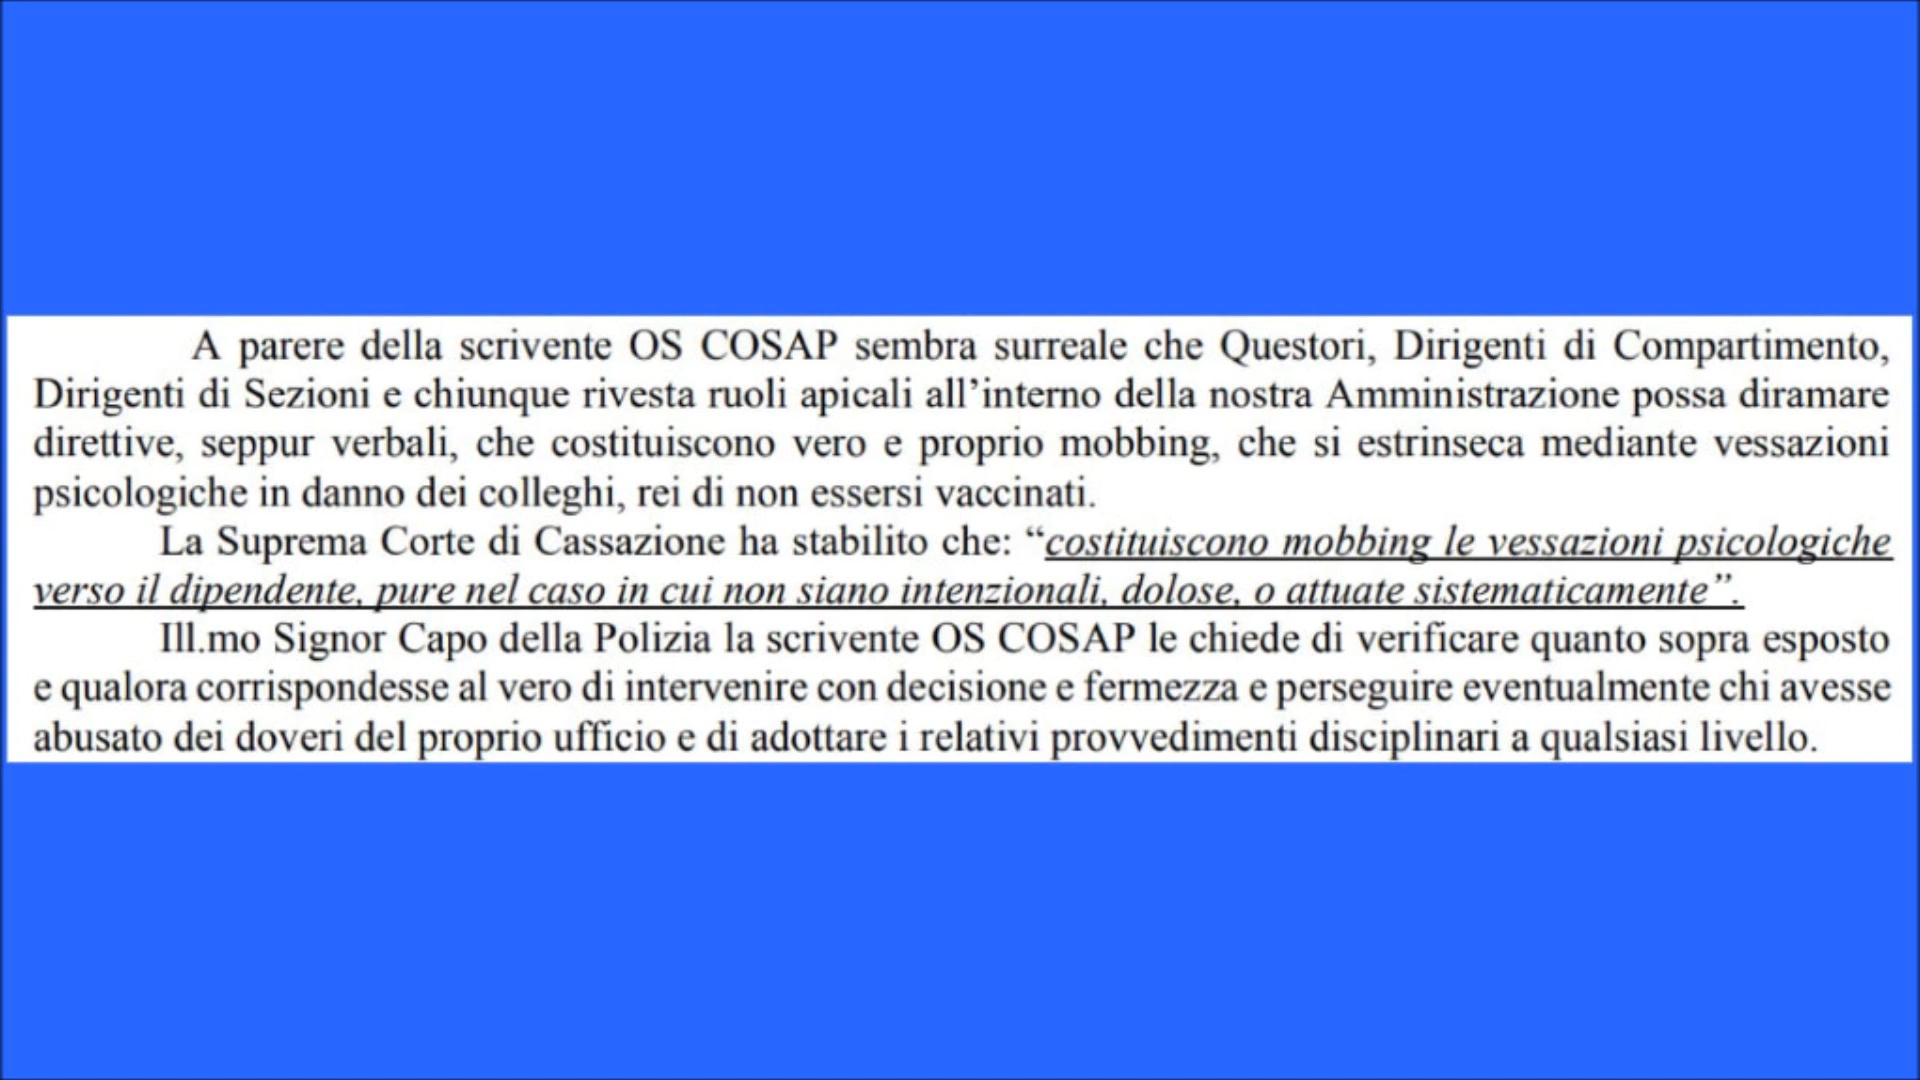 A parere della scrivente OS COSAP sembra surreale che Questori, Dirigenti di Compartimento,
Dirigenti di Sezioni e chiunque rivesta ruoli apicali all’interno della nostra Amministrazione possa diramare
direttive, seppur verbali, che costituiscono vero e proprio mobbing, che si estrinseca mediante vessazioni
psicologiche in danno dei colleghi, rei di non essersi vaccinati.
La Suprema Corte di Cassazione ha stabilito che: “costituiscono mobbing le vessazioni psicologiche
verso il dipendente, pure nel caso in cui non siano intenzionali, dolose, o attuate sistematicamente”.
Ill.mo Signor Capo della Polizia la scrivente OS COSAP le chiede di verificare quanto sopra esposto
e qualora corrispondesse al vero di intervenire con decisione e fermezza e perseguire eventualmente chi avesse
abusato dei doveri del proprio ufficio e di adottare i relativi provvedimenti disciplinari a qualsiasi livello.